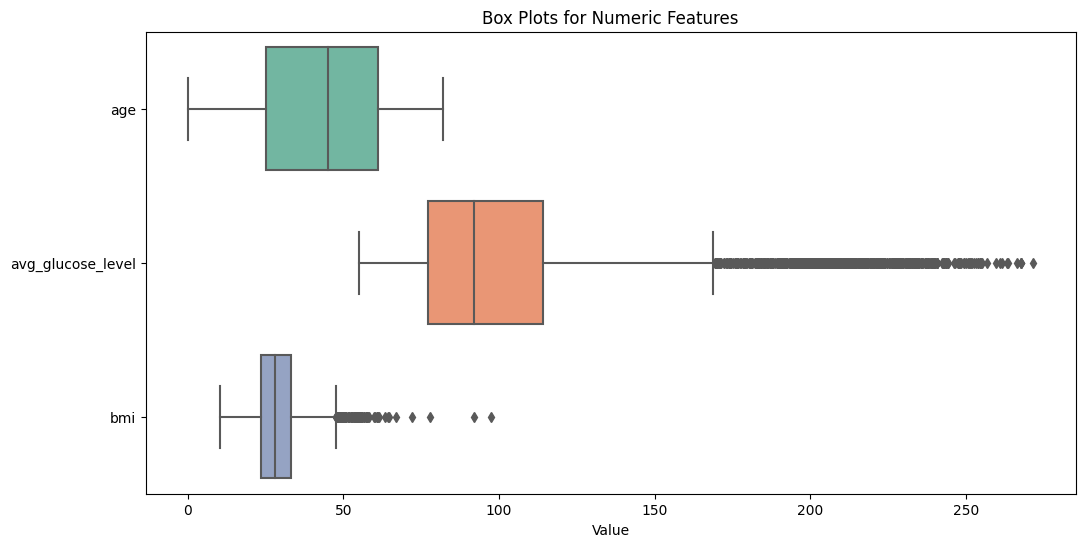 Box Plots for Numeric Features
age
avg_glucose_level
bmi
0 50 100 150 200 250
Value